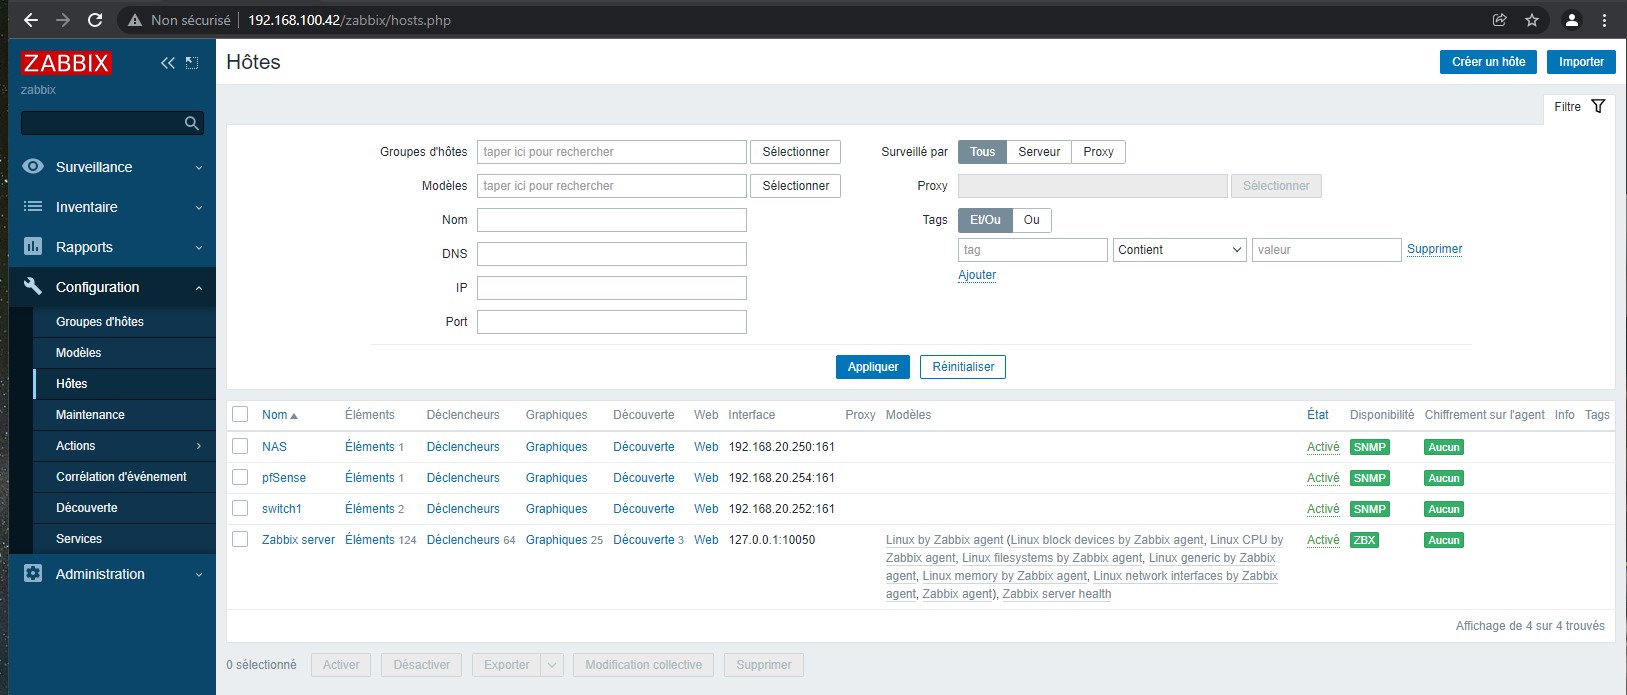 Non sécurisé 192.168.100.42/zabbix/hosts.php
ZABBIX
zabbix
Surveillance
Inventaire
Rapports
Configuration
Groupes d'hôtes
Modèles
Hôtes
Maintenance
Actions
Corrélation d'événement
Découverte
Services
Administration
Hôtes
Créer un hôte Importer
Filtre
Groupes d'hôtes taper ici pour rechercher Sélectionner
Modèles taper ici pour rechercher Sélectionner
Nom
DNS
IP
Port
Surveillé par Tous Serveur Proxy
Proxy Sélectionner
Tags Et/Ou Ou
tag Contient valeur Supprimer
Ajouter
Appliquer Réinitialiser
Nom Éléments Déclencheurs Graphiques Découverte Web Interface Proxy Modèles État Disponibilité Chiffrement sur l'agent Info Tags
NAS Éléments 1 Déclencheurs Graphiques Découverte Web 192.168.20.250:161 Activé SNMP Aucun
pfSense Éléments 1 Déclencheurs Graphiques Découverte Web 192.168.20.254:161 Activé SNMP Aucun
switch1 Éléments 2 Déclencheurs Graphiques Découverte Web 192.168.20.252:161 Activé SNMP Aucun
Zabbix server Éléments 124 Déclencheurs 64 Graphiques 25 Découverte 3 Web 127.0.0.1:10050 Linux by Zabbix agent (Linux block devices by Zabbix agent, Linux CPU by Activé ZBX Aucun
Zabbix agent, Linux filesystems by Zabbix agent, Linux generic by Zabbix
agent, Linux memory by Zabbix agent, Linux network interfaces by Zabbix
agent, Zabbix agent), Zabbix server health
Affichage de 4 sur 4 trouvés
0 sélectionné Activer Désactiver Exporter Modification collective Supprimer